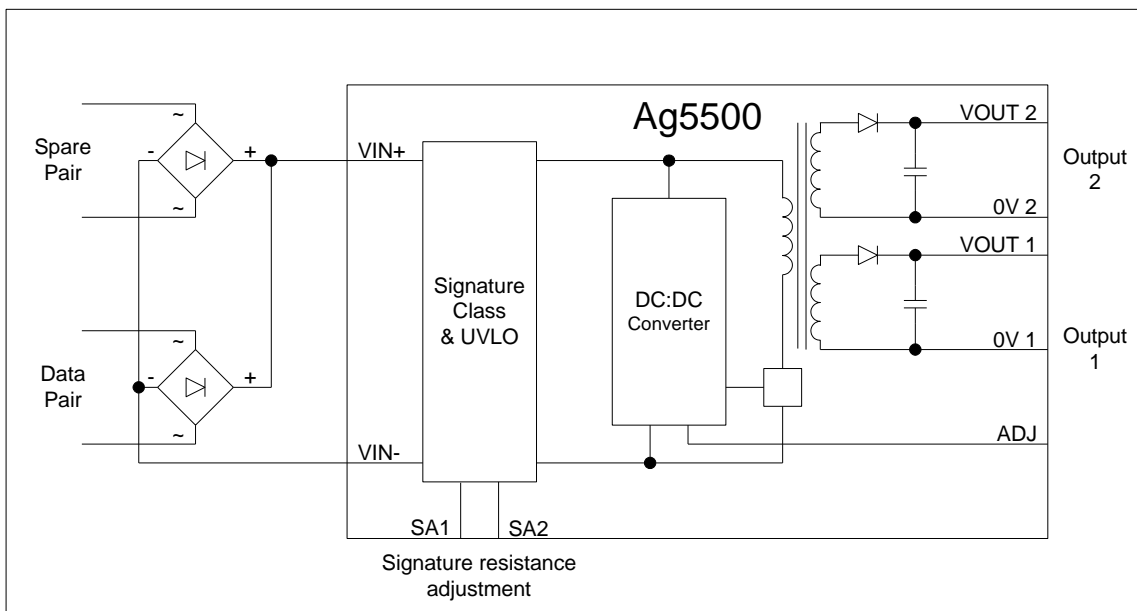 Ag5500
Spare
Pair
~
-
+
~
Data
Pair
~
-
+
~
VIN+
VIN-
Signature
Class
& UVLO
SA1
SA2
Signature resistance
adjustment
DC:DC
Converter
VOUT 2
0V 2
Output
2
VOUT 1
0V 1
Output
1
ADJ